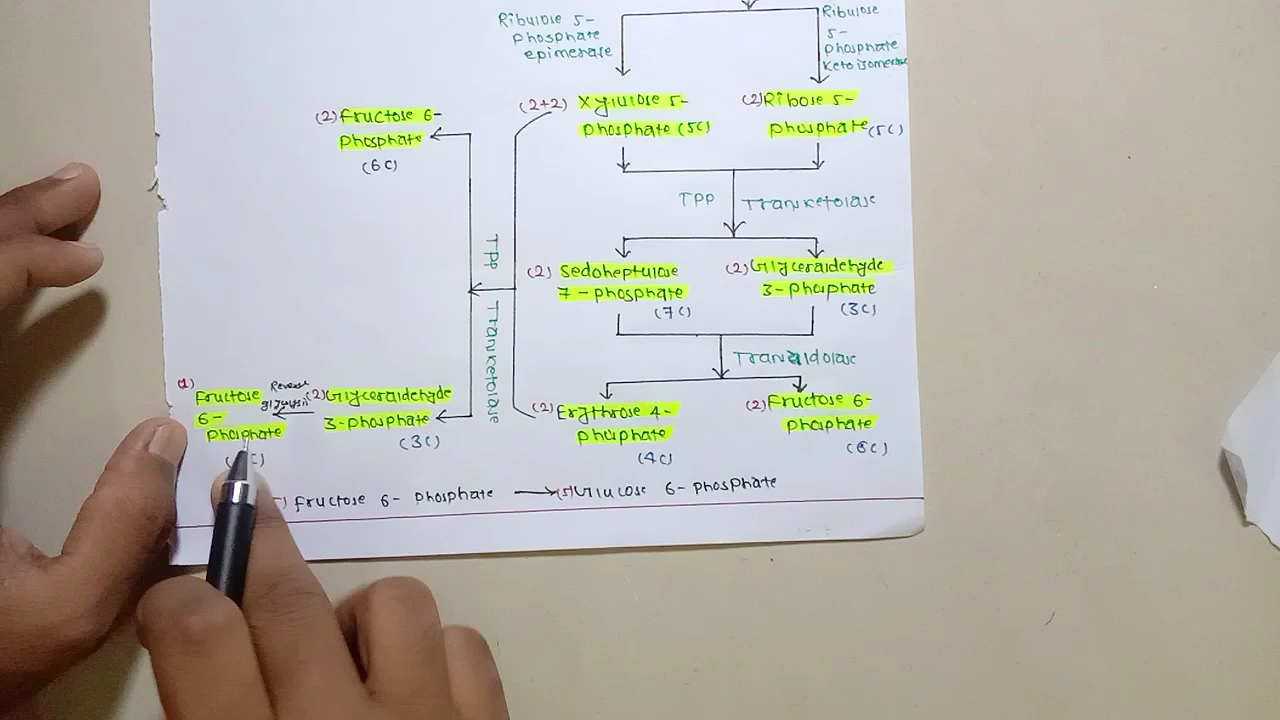 Ribulose 5-
phosphate
epimerase
Ribulose
5-
phosphate
Ketoisomerase
(2+2) Xylulose 5-
phosphate (5C)
(2) Ribose 5-
phosphate (5C)
(2) Fructose 6-
phosphate
(6C)
TPP Transketolase
TPP Transketolase
(2) Sedoheptulose
7-phosphate
(7C)
(2) Glyceraldehyde
3-phosphate
(3C)
Transaldolase
(1)
Fructose
6-
phosphate
Reverse
glycolysis
(2) Glyceraldehyde
3-phosphate
(3C)
(2) Erythrose 4-
phosphate
(4C)
(2) Fructose 6-
phosphate
(6C)
) Fructose 6- phosphate → (5) Glucose 6-phosphate